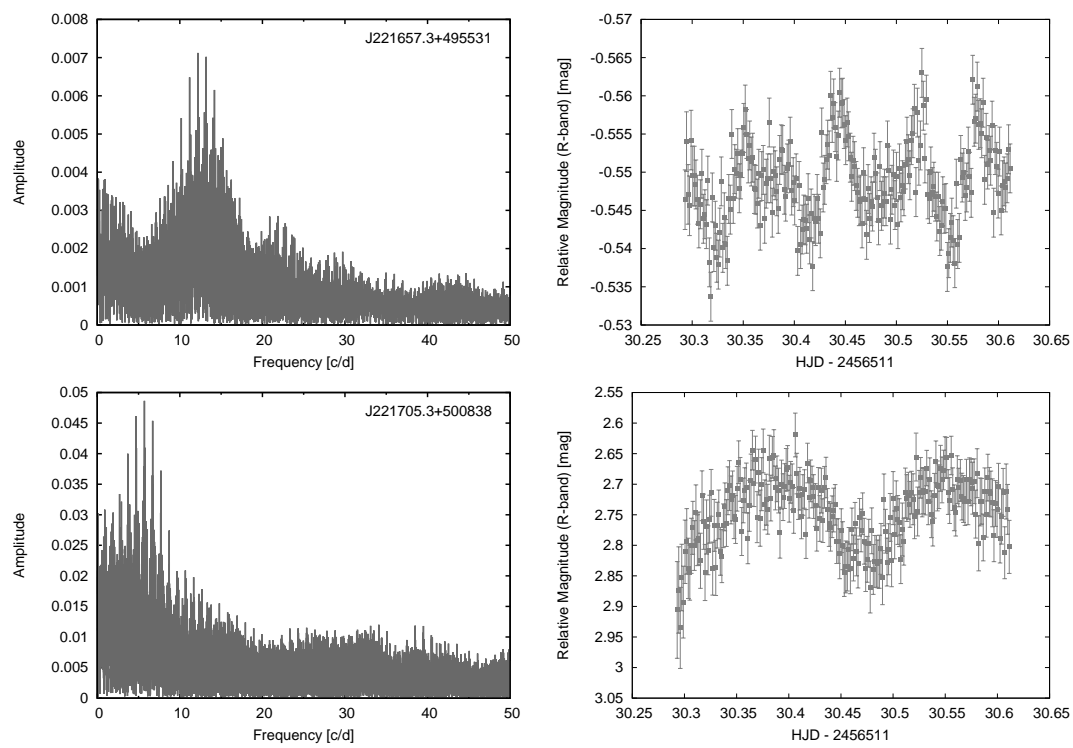 J221657.3+495531
Amplitude
0.008
0.007
0.006
0.005
0.004
0.003
0.002
0.001
0
0 10 20 30 40 50
Frequency [c/d]
Relative Magnitude (R-band) [mag]
-0.57
-0.565
-0.56
-0.555
-0.55
-0.545
-0.54
-0.535
-0.53
30.25 30.3 30.35 30.4 30.45 30.5 30.55 30.6 30.65
HJD - 2456511
J221705.3+500838
Amplitude
0.05
0.045
0.04
0.035
0.03
0.025
0.02
0.015
0.01
0.005
0
0 10 20 30 40 50
Frequency [c/d]
Relative Magnitude (R-band) [mag]
2.55
2.6
2.65
2.7
2.75
2.8
2.85
2.9
2.95
3
3.05
30.25 30.3 30.35 30.4 30.45 30.5 30.55 30.6 30.65
HJD - 2456511